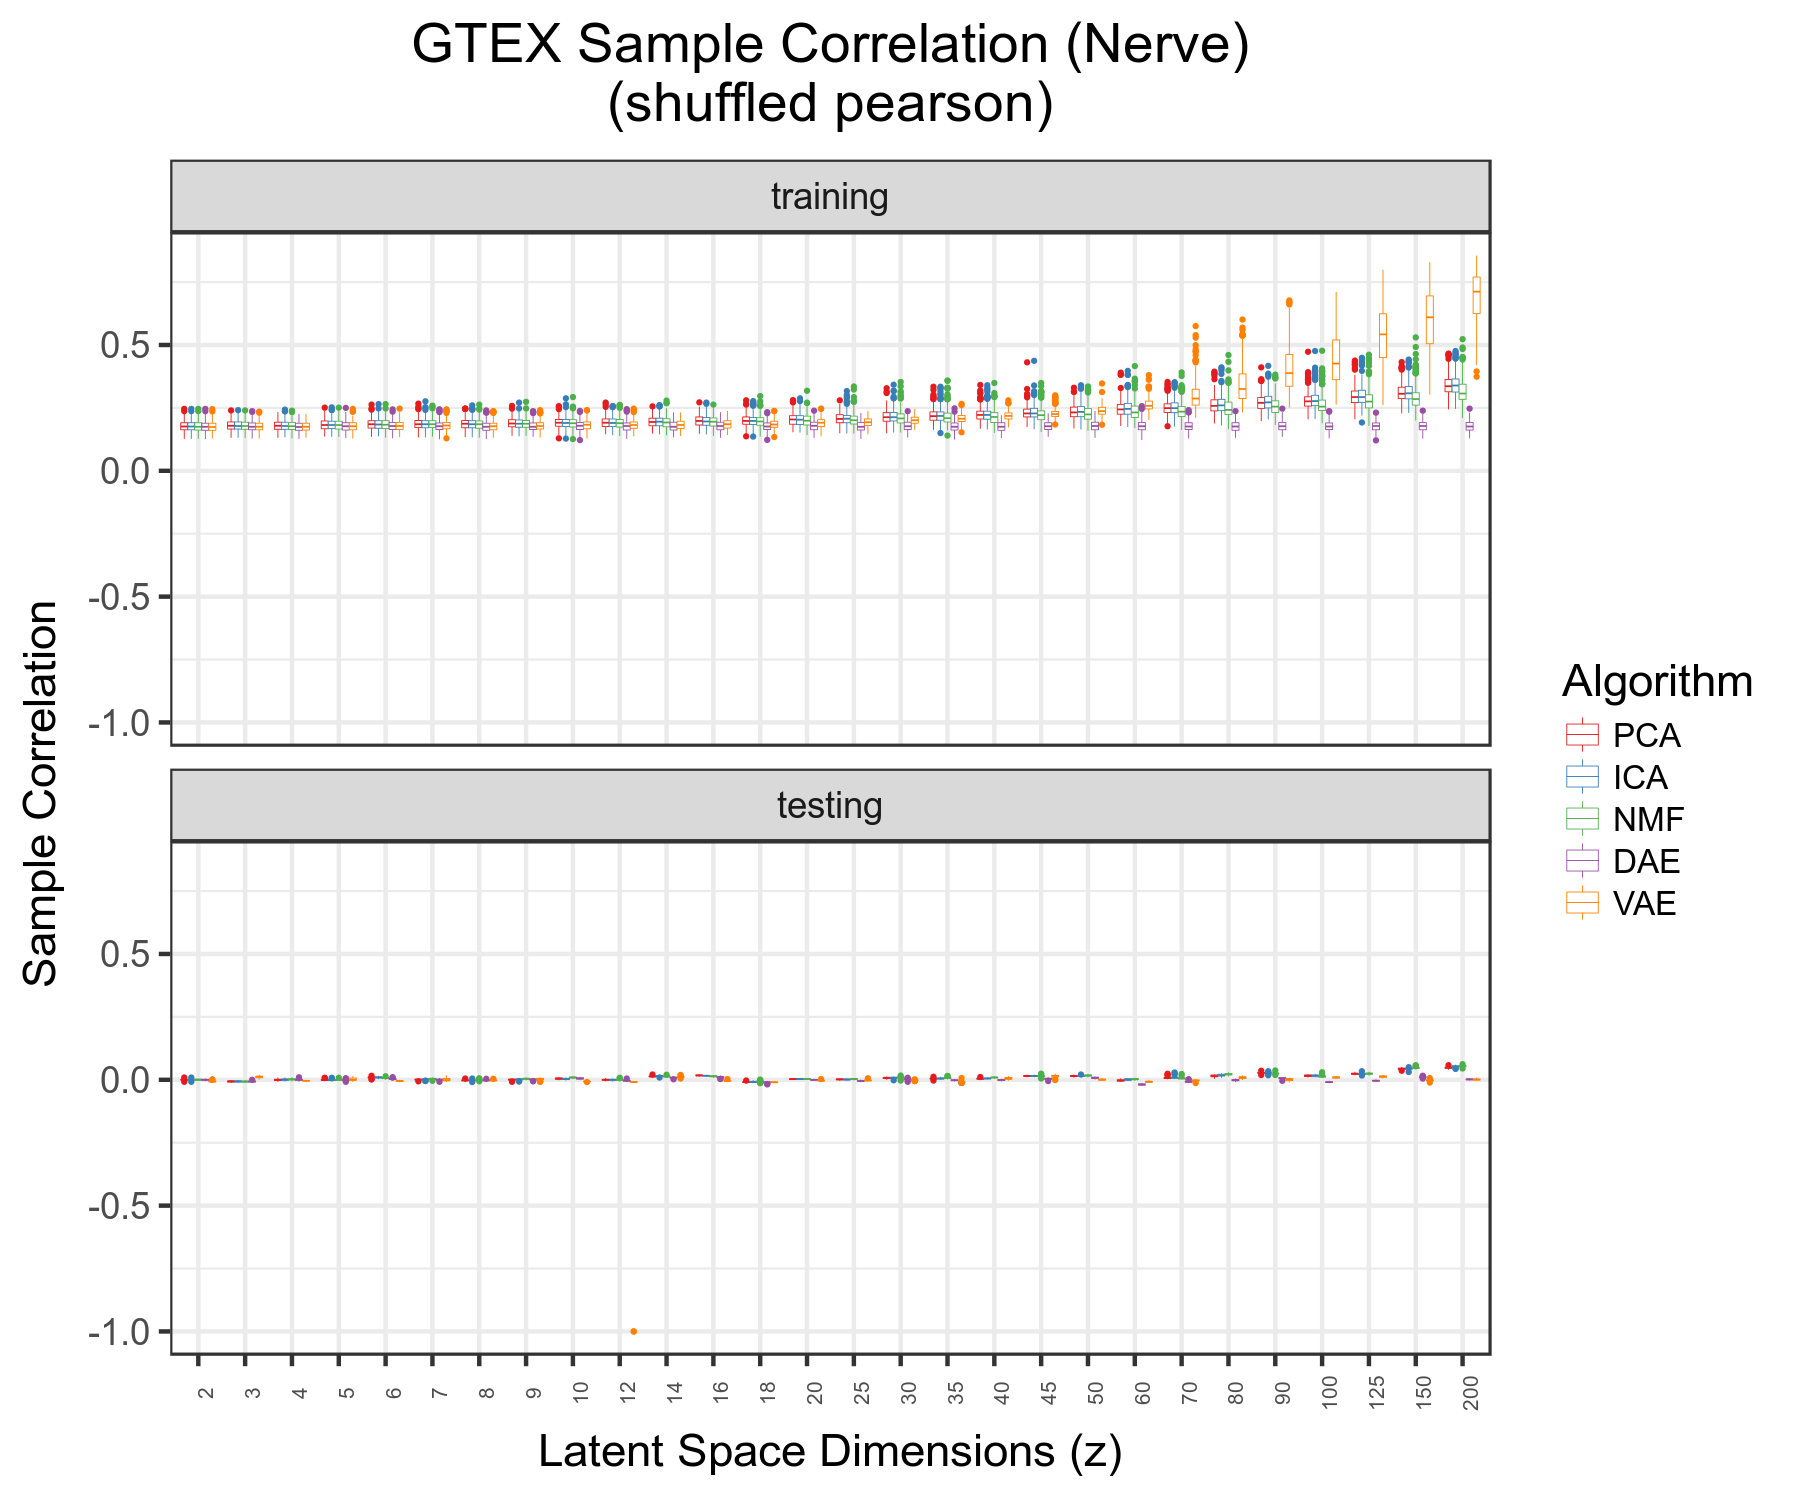 GTEX Sample Correlation (Nerve)
(shuffled pearson)
training
0.5
0.0
-0.5
-1.0
testing
0.5
0.0
-0.5
-1.0
Sample Correlation
2 3 4 5 6 7 8 9 10 12 14 16 18 20 25 30 35 40 45 50 60 70 80 90 100 125 150 200
Latent Space Dimensions (z)
Algorithm
PCA
ICA
NMF
DAE
VAE